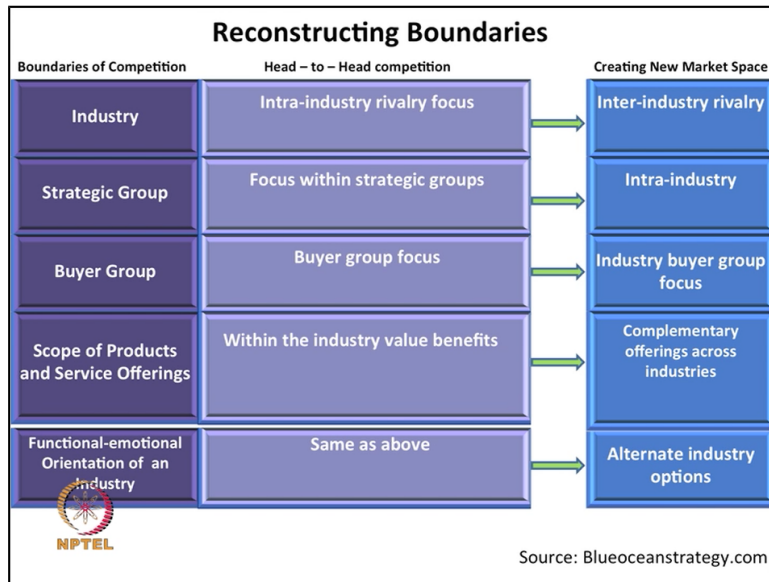 Reconstructing Boundaries
Boundaries of Competition
Head – to – Head competition
Creating New Market Space
Industry
Intra-industry rivalry focus
Inter-industry rivalry
Strategic Group
Focus within strategic groups
Intra-industry
Buyer Group
Buyer group focus
Industry buyer group
focus
Scope of Products
and Service Offerings
Within the industry value benefits
Complementary
offerings across
industries
Functional-emotional
Orientation of an
Industry
Same as above
Alternate industry
options
NPTEL
Source: Blueoceanstrategy.com